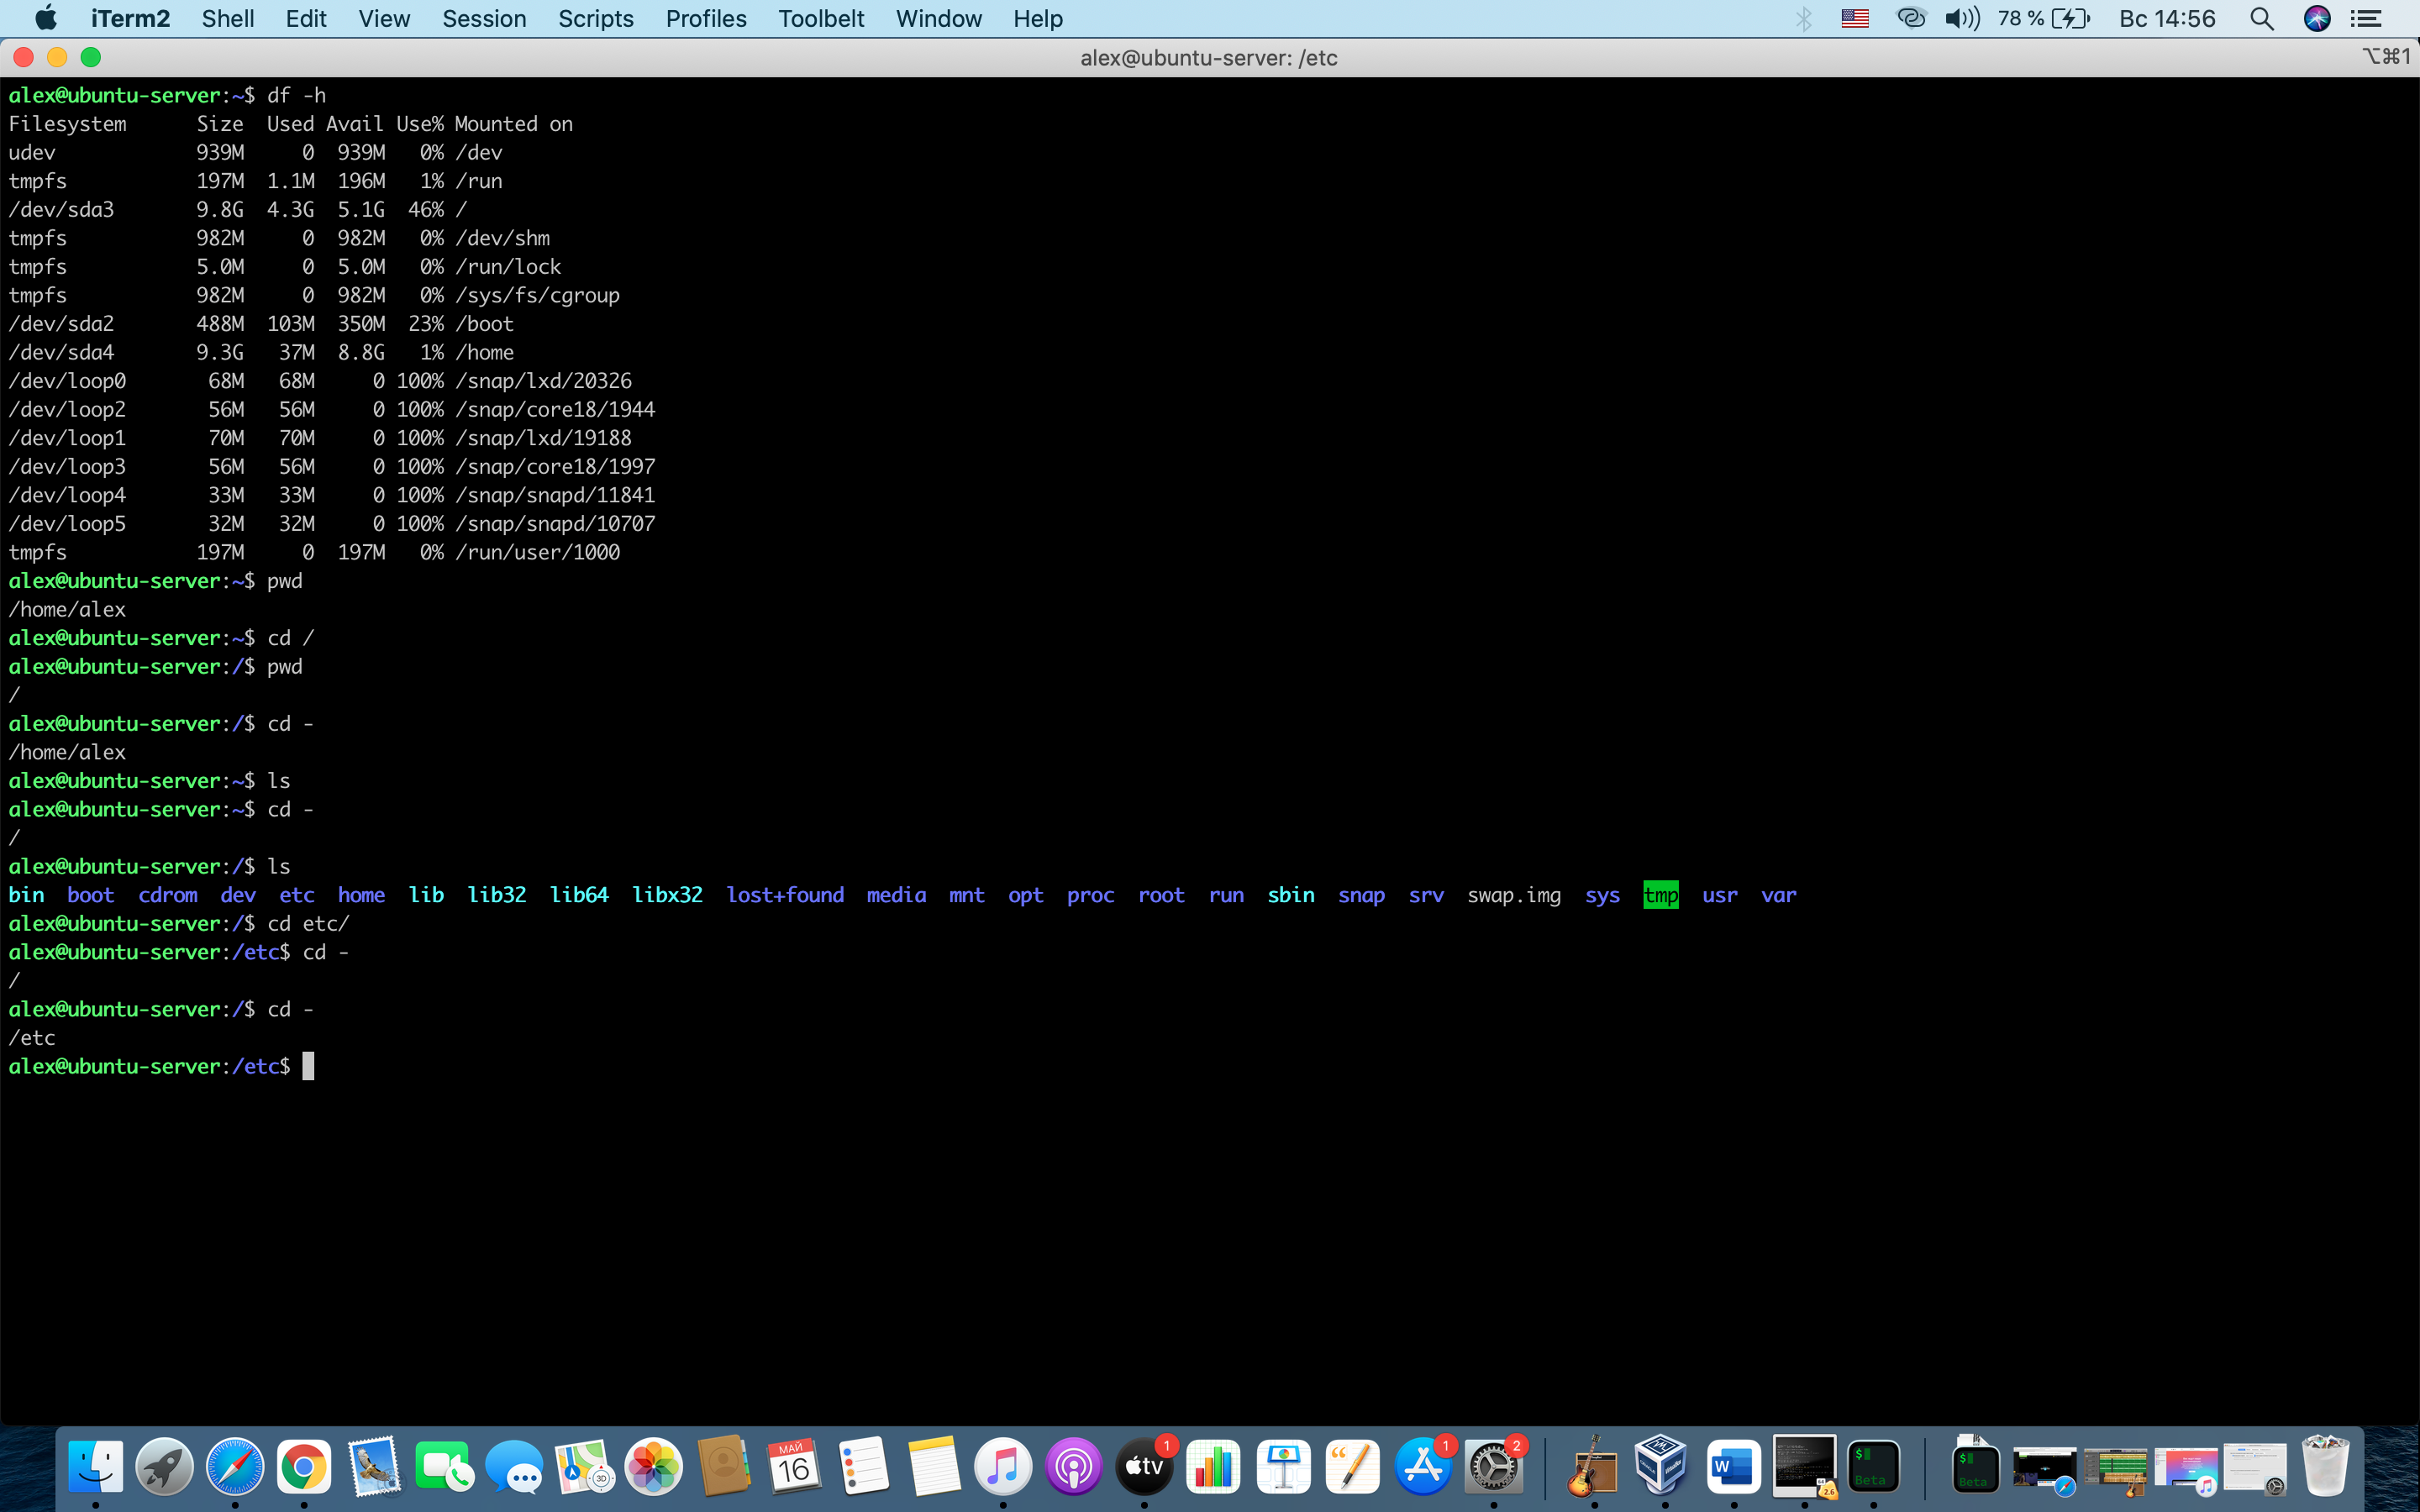 iTerm2 Shell Edit View Session Scripts Profiles Toolbelt Window Help 78 % Вс 14:56
alex@ubuntu-server: /etc ⌥⌘1
alex@ubuntu-server:~$ df -h
Filesystem      Size  Used Avail Use% Mounted on
udev            939M     0  939M   0% /dev
tmpfs           197M  1.1M  196M   1% /run
/dev/sda3       9.8G  4.3G  5.1G  46% /
tmpfs           982M     0  982M   0% /dev/shm
tmpfs           5.0M     0  5.0M   0% /run/lock
tmpfs           982M     0  982M   0% /sys/fs/cgroup
/dev/sda2       488M  103M  350M  23% /boot
/dev/sda4       9.3G   37M  8.8G   1% /home
/dev/loop0       68M   68M     0 100% /snap/lxd/20326
/dev/loop2       56M   56M     0 100% /snap/core18/1944
/dev/loop1       70M   70M     0 100% /snap/lxd/19188
/dev/loop3       56M   56M     0 100% /snap/core18/1997
/dev/loop4       33M   33M     0 100% /snap/snapd/11841
/dev/loop5       32M   32M     0 100% /snap/snapd/10707
tmpfs           197M     0  197M   0% /run/user/1000
alex@ubuntu-server:~$ pwd
/home/alex
alex@ubuntu-server:~$ cd /
alex@ubuntu-server:/$ pwd
/
alex@ubuntu-server:/$ cd -
/home/alex
alex@ubuntu-server:~$ ls
alex@ubuntu-server:~$ cd -
/
alex@ubuntu-server:/$ ls
bin  boot  cdrom  dev  etc  home  lib  lib32  lib64  libx32  lost+found  media  mnt  opt  proc  root  run  sbin  snap  srv  swap.img  sys  tmp  usr  var
alex@ubuntu-server:/$ cd etc/
alex@ubuntu-server:/etc$ cd -
/
alex@ubuntu-server:/$ cd -
/etc
alex@ubuntu-server:/etc$
3D МАЙ 16 tv 1 1 2 W 2.6 $ Beta $ Beta